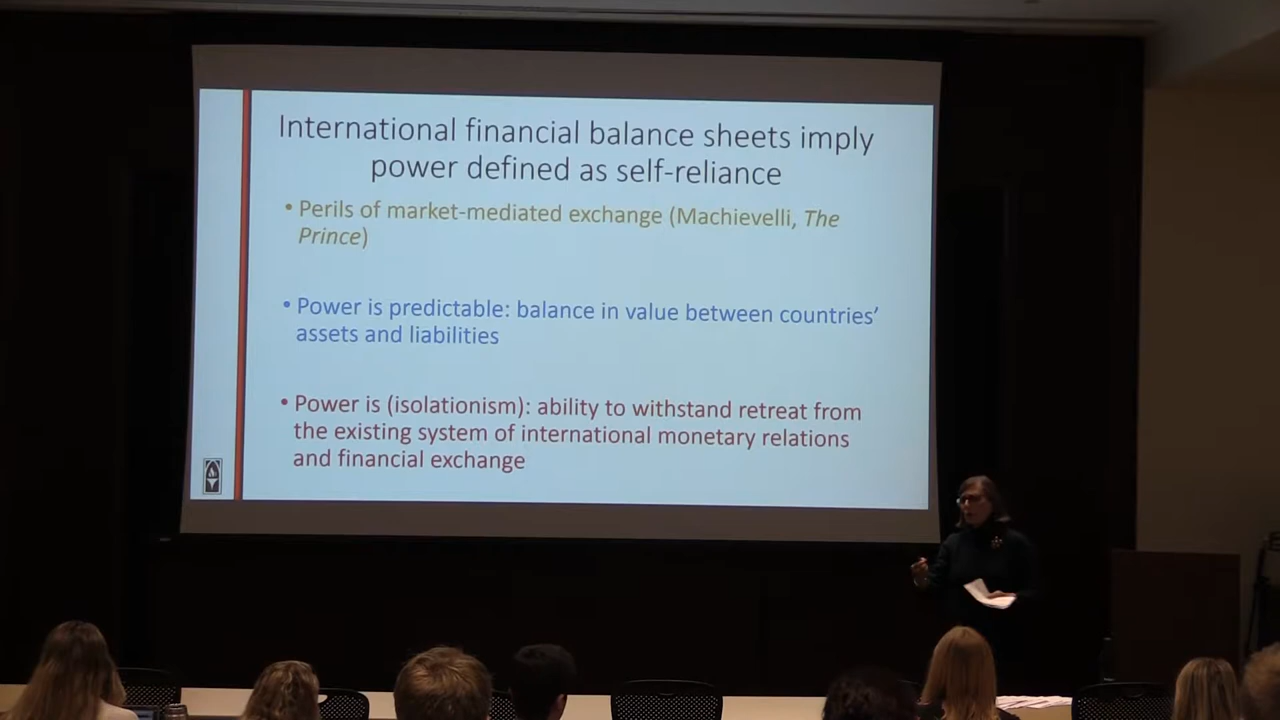 International financial balance sheets imply
power defined as self-reliance
• Perils of market-mediated exchange (Machievelli, The
Prince)
• Power is predictable: balance in value between countries’
assets and liabilities
• Power is (isolationism): ability to withstand retreat from
the existing system of international monetary relations
and financial exchange